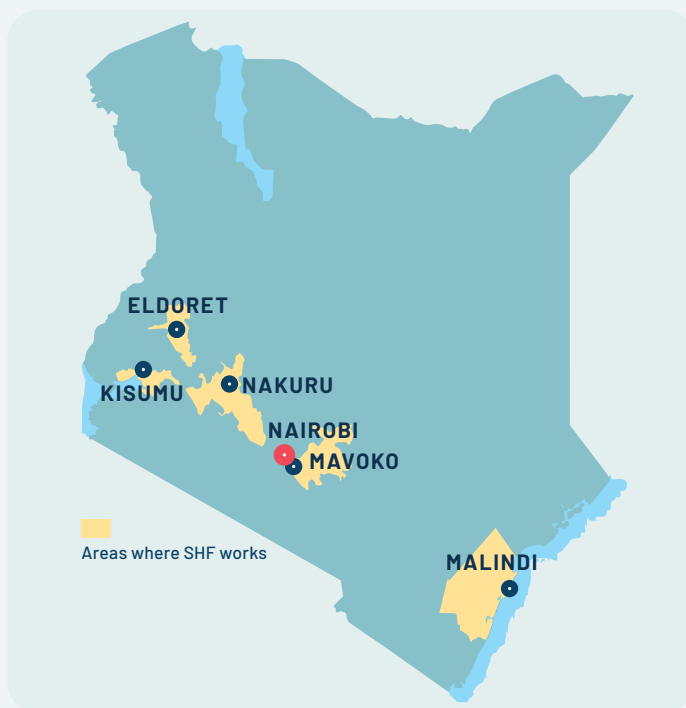 ELDORET
KISUMU
NAKURU
NAIROBI
MAVOKO
Areas where SHF works
MALINDI